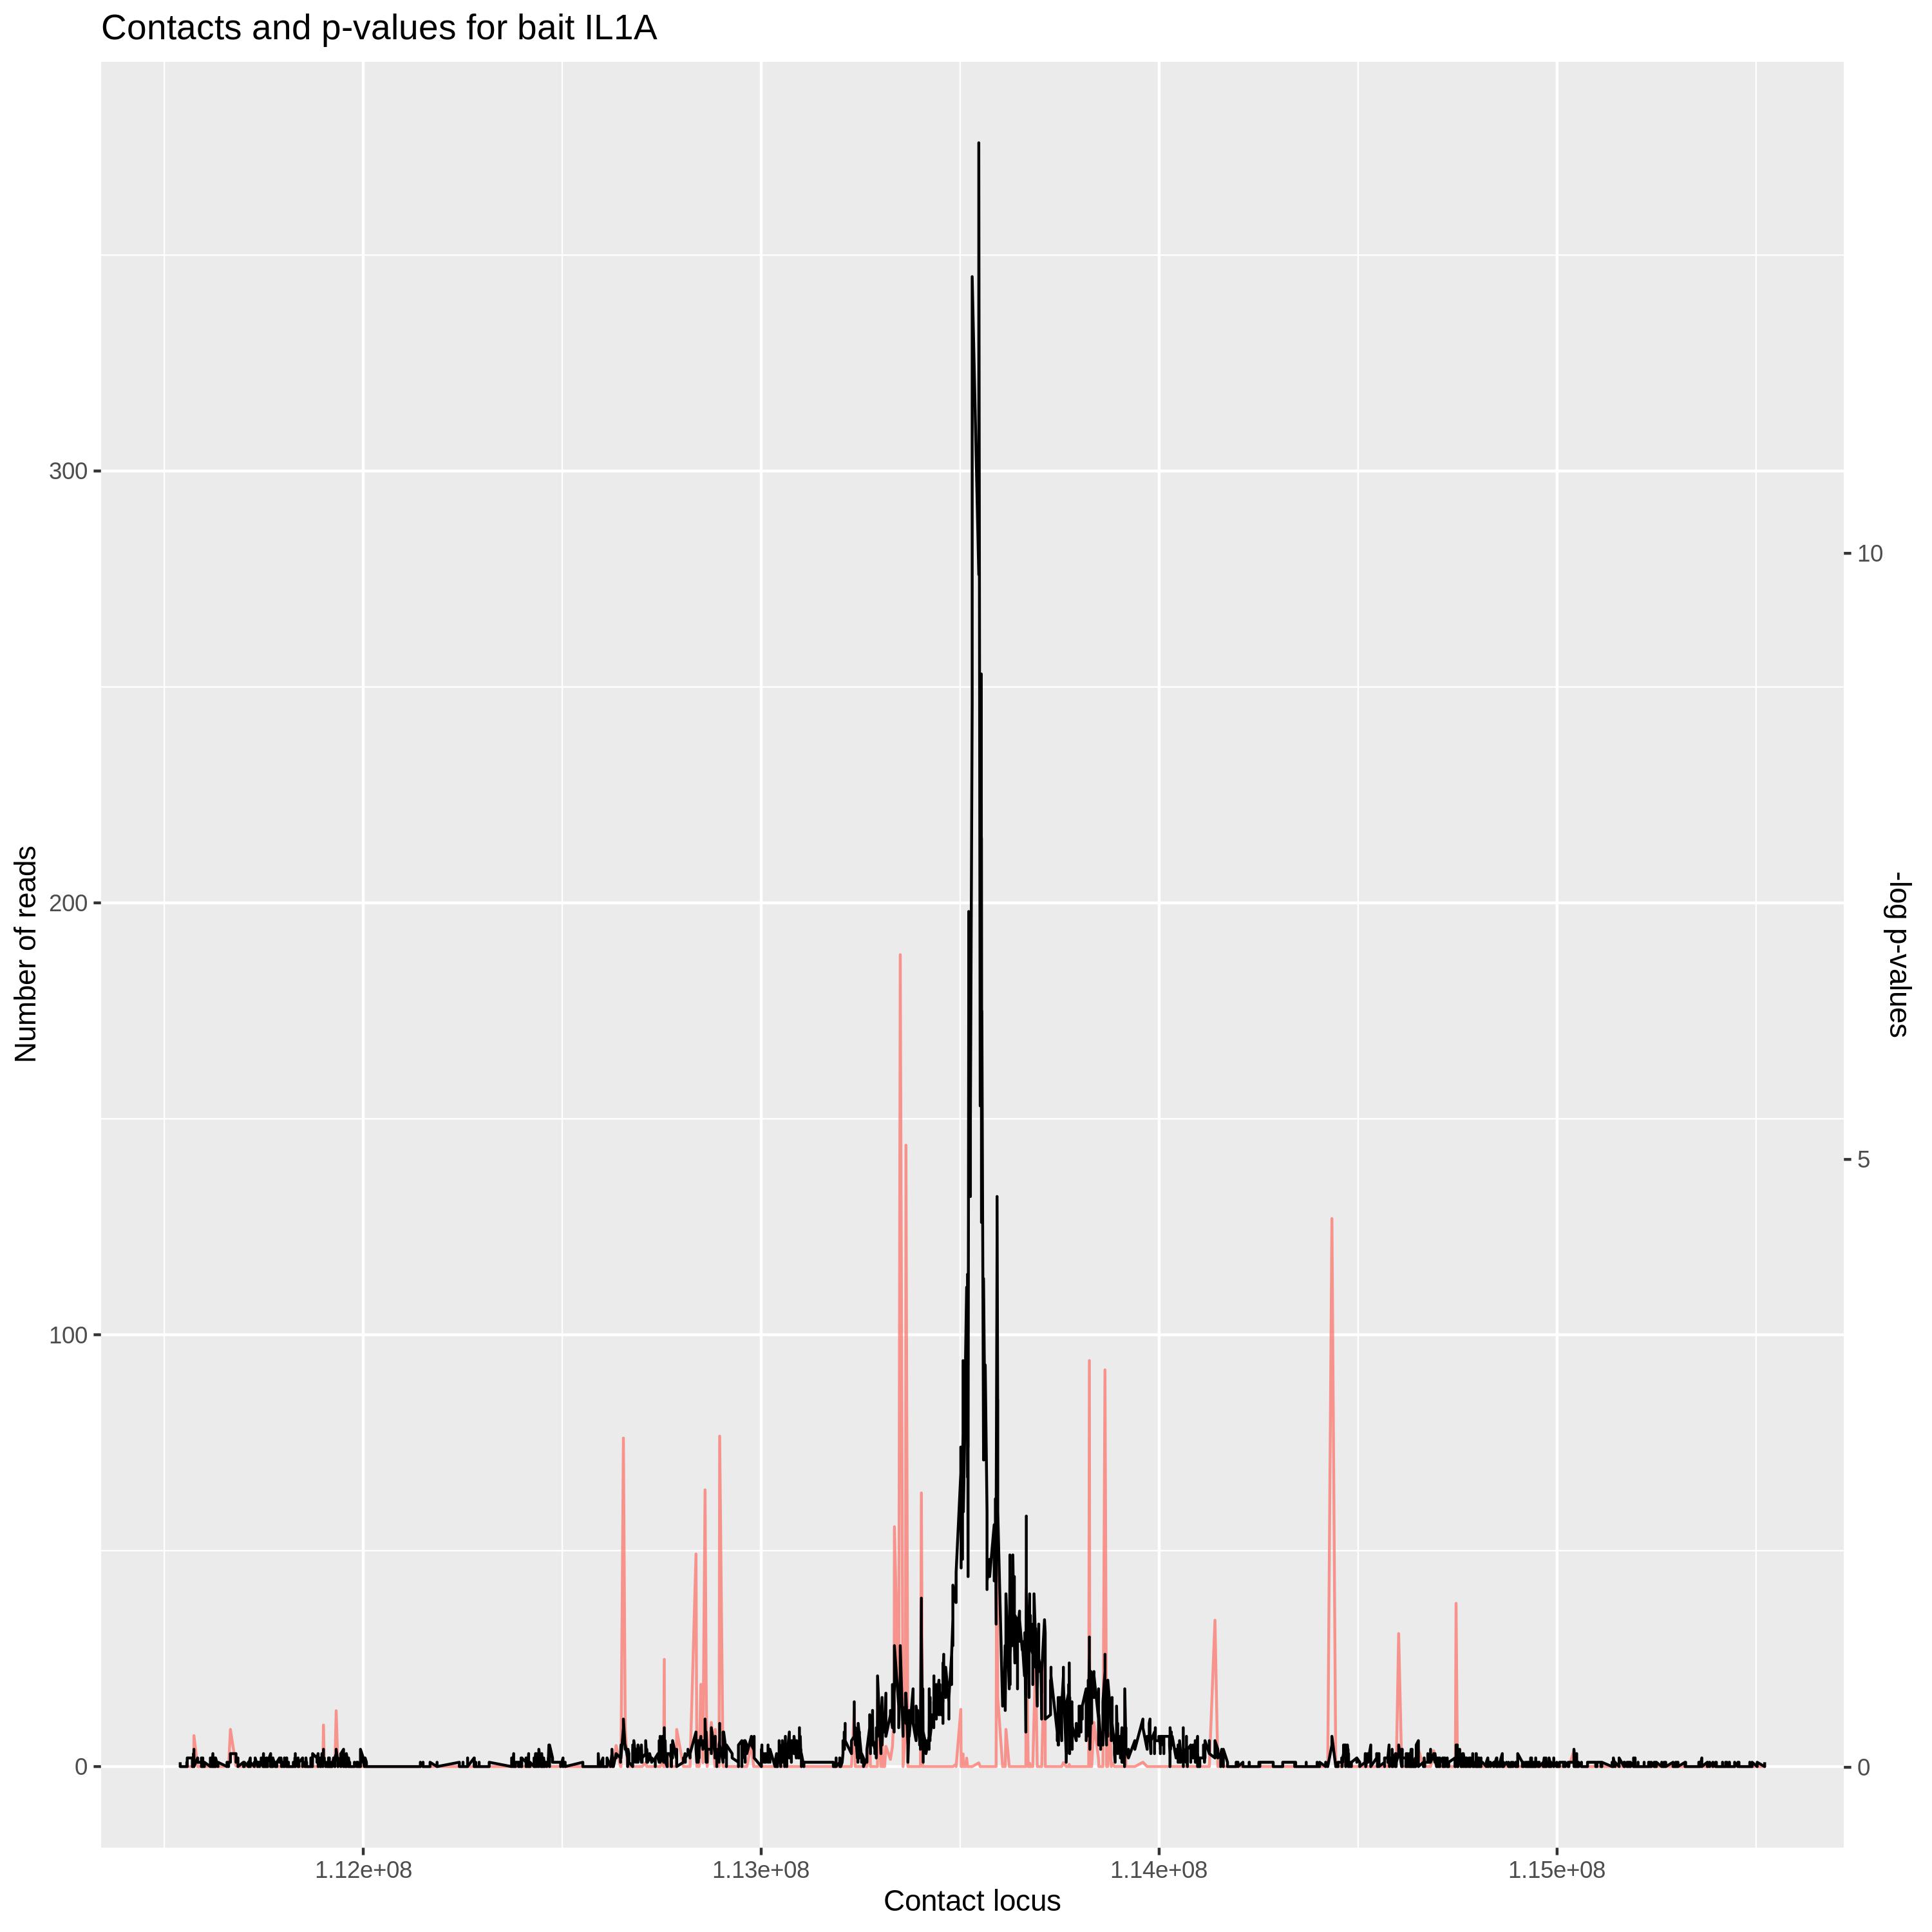 Contacts and p-values for bait IL1A
Number of reads
300
200
100
0
10
5
0
-log p-values
1.12e+08
1.13e+08
1.14e+08
1.15e+08
Contact locus